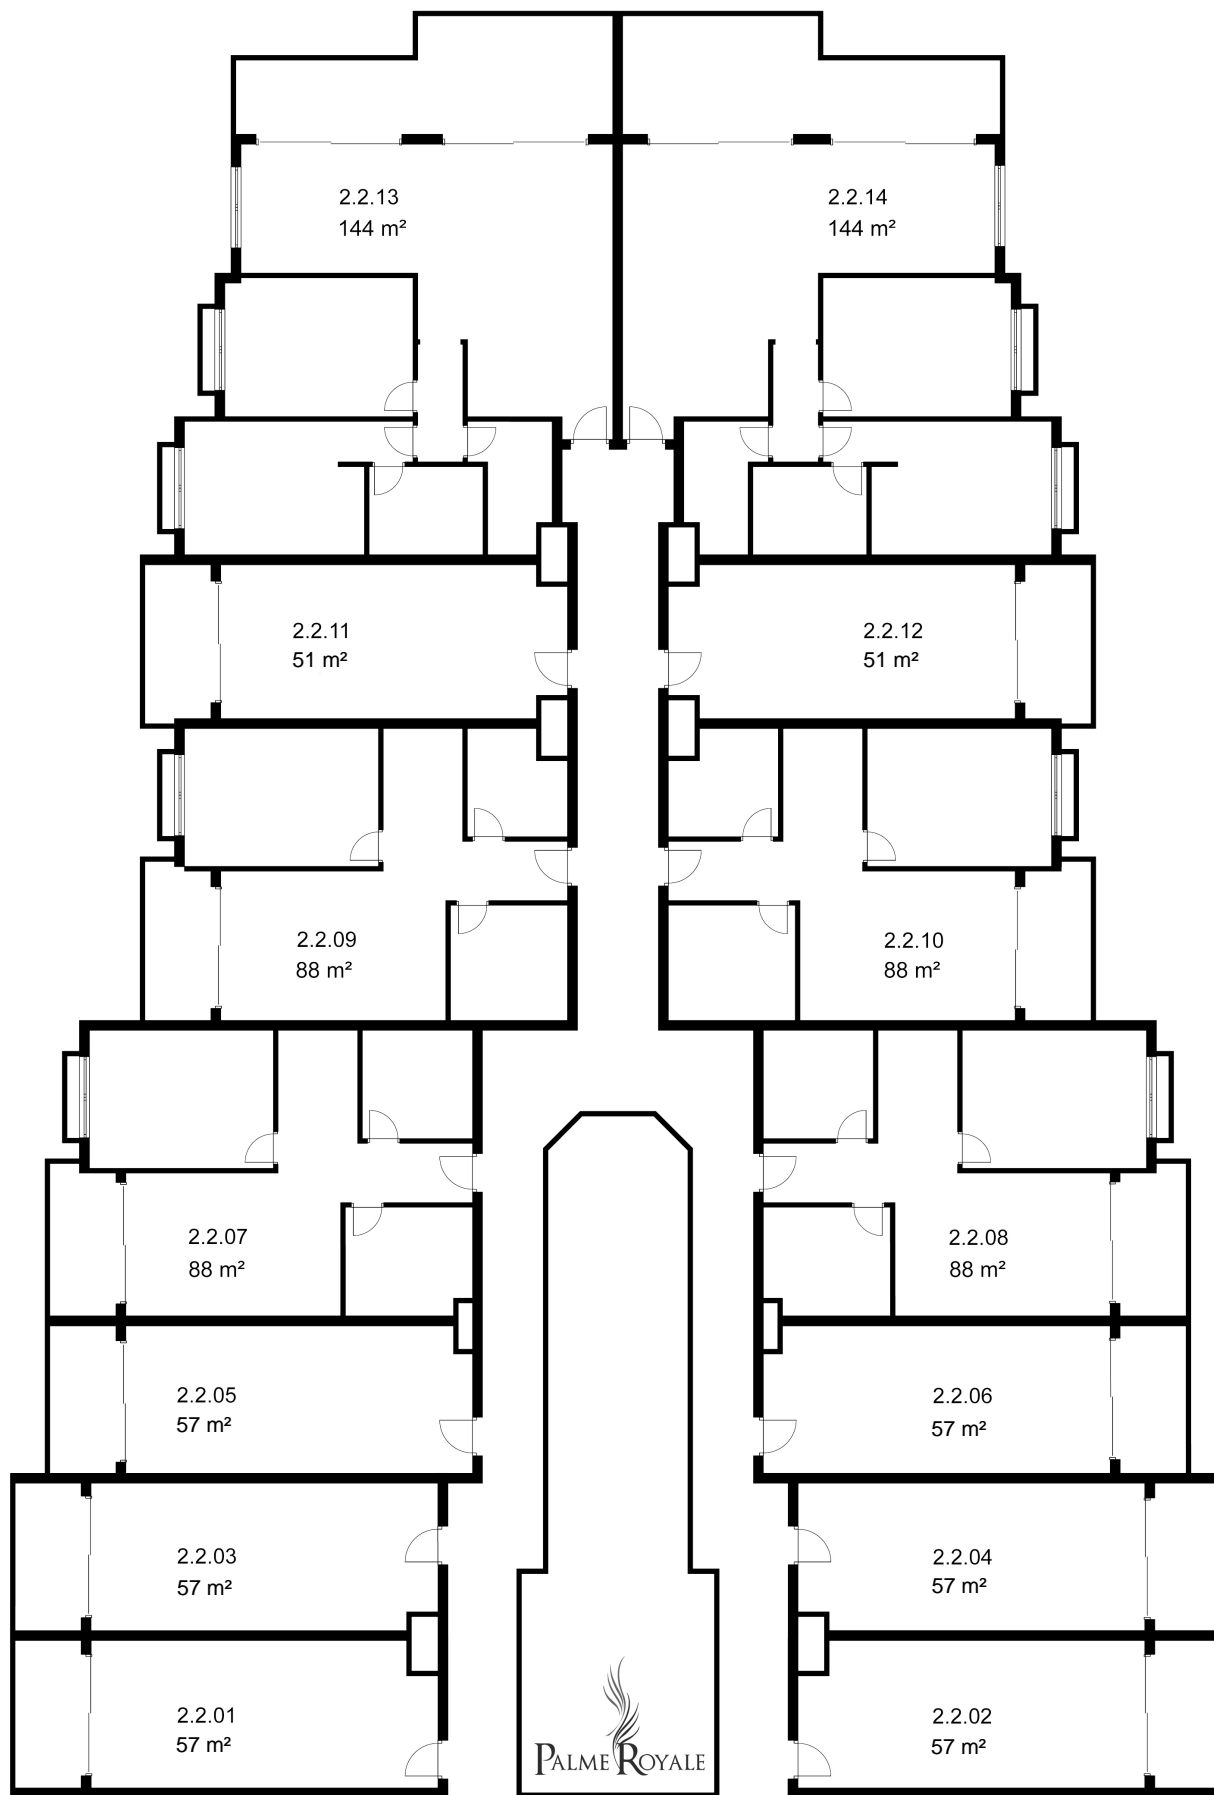 2.2.13
144 m²
2.2.14
144 m²
2.2.11
51 m²
2.2.12
51 m²
2.2.09
88 m²
2.2.10
88 m²
2.2.07
88 m²
2.2.08
88 m²
2.2.05
57 m²
2.2.06
57 m²
2.2.03
57 m²
2.2.04
57 m²
2.2.01
57 m²
2.2.02
57 m²
PALME ROYALE